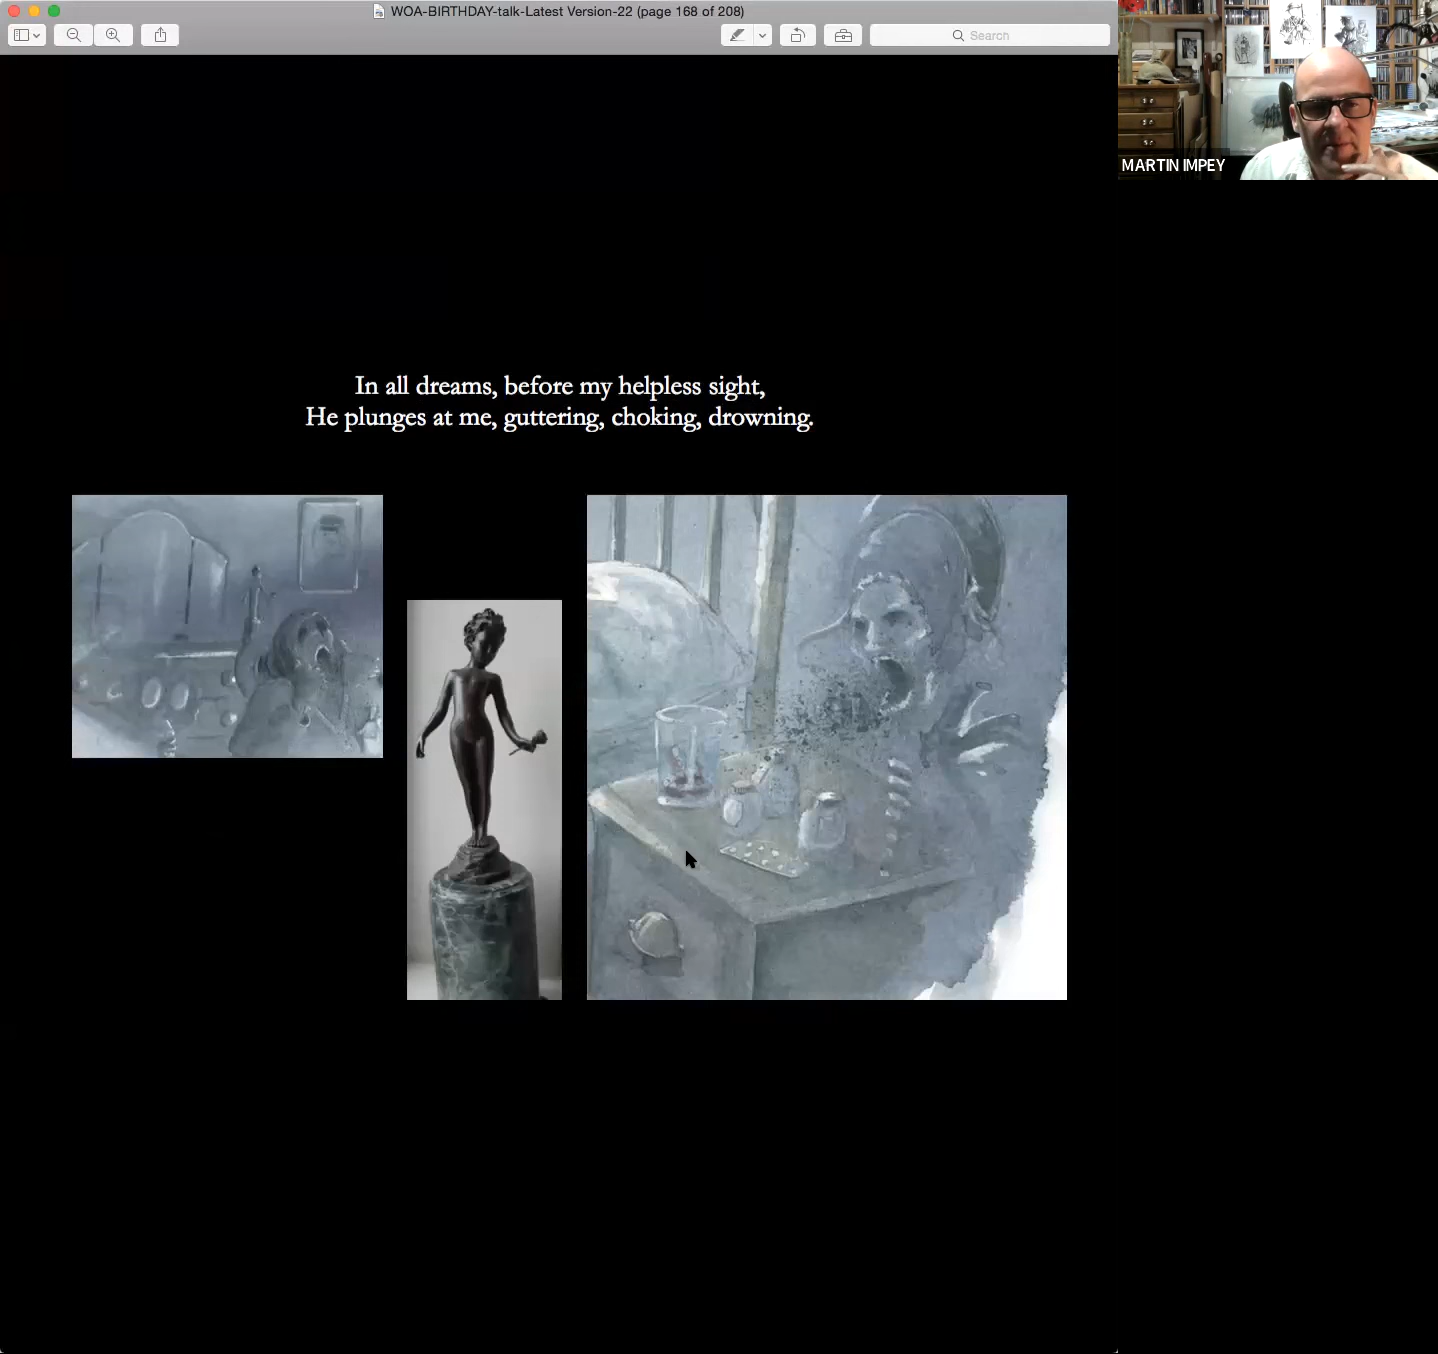 WOA-BIRTHDAY-talk-Latest Version-22 (page 168 of 208)
Search
MARTIN IMPEY
In all dreams, before my helpless sight,
He plunges at me, guttering, choking, drowning.